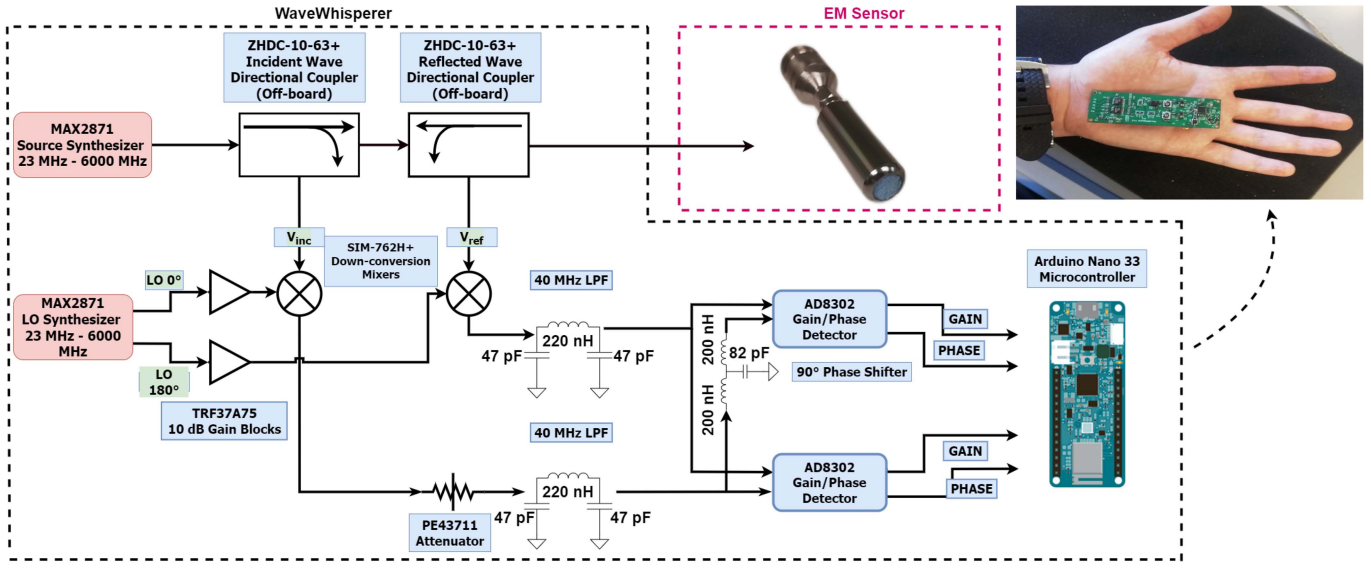 WaveWhisperer
EM Sensor
ZHDC-10-63+
Incident Wave
Directional Coupler
(Off-board)
ZHDC-10-63+
Reflected Wave
Directional Coupler
(Off-board)
MAX2871
Source Synthesizer
23 MHz - 6000 MHz
Vinc
SIM-762H+
Down-conversion
Mixers
Vref
LO 0°
MAX2871
LO Synthesizer
23 MHz - 6000
MHz
LO
180°
TRF37A75
10 dB Gain Blocks
40 MHz LPF
47 pF
220 nH
47 pF
200 nH
200 nH
82 pF
AD8302
Gain/Phase
Detector
90° Phase Shifter
GAIN
PHASE
Arduino Nano 33
Microcontroller
40 MHz LPF
47 pF
220 nH
47 pF
PE43711
Attenuator
AD8302
Gain/Phase
Detector
GAIN
PHASE